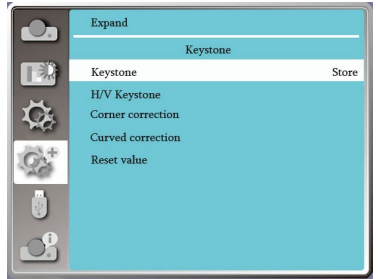 Expand
Keystone
Keystone Store
H/V Keystone
Corner correction
Curved correction
Reset value